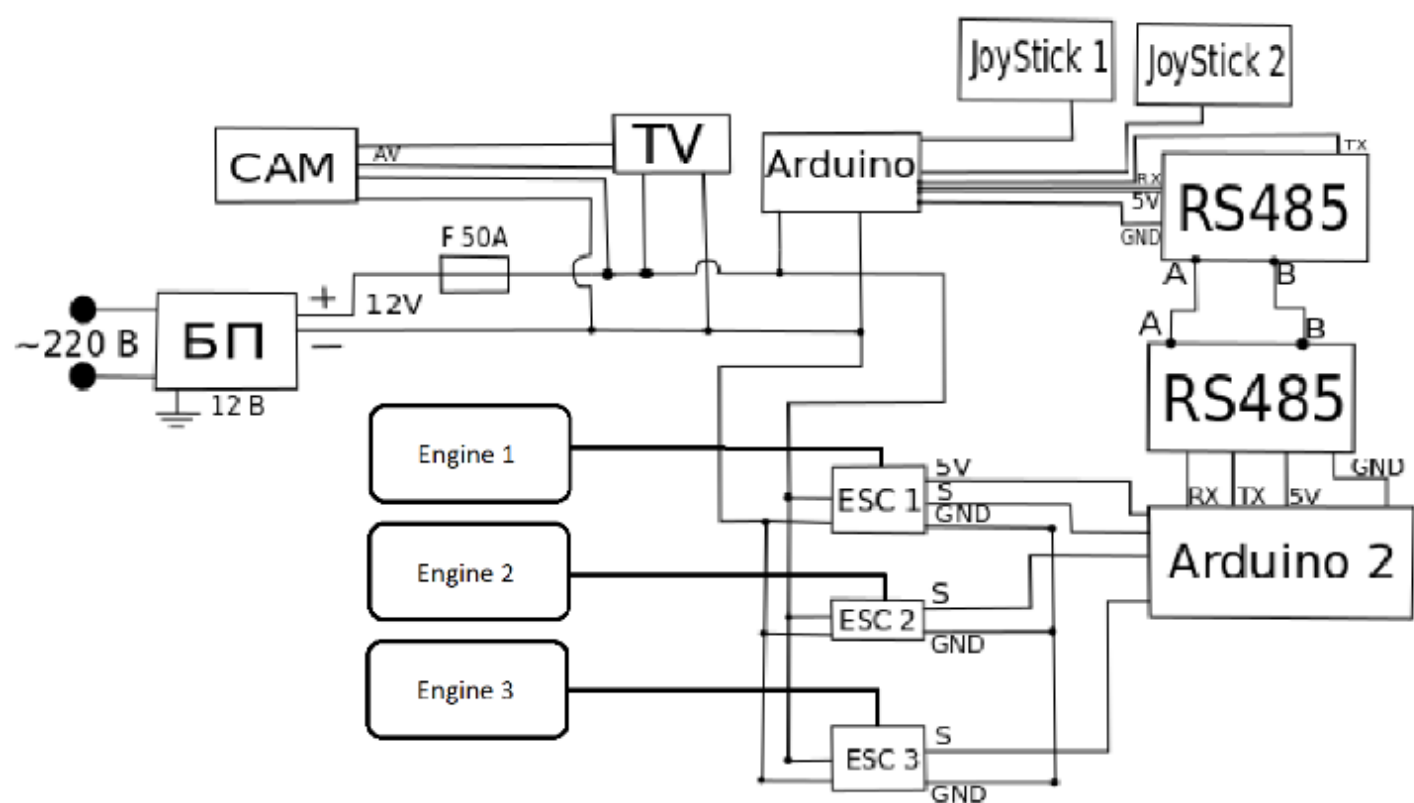 JoyStick 1
JoyStick 2
CAM
AV
TV
Arduino
TX
RX
5V
GND
RS485
F 50A
+
12V
−
~220 В
БП
12 В
A
B
A
B
RS485
Engine 1
5V
S
GND
ESC 1
GND
RX
TX
5V
Arduino 2
Engine 2
S
ESC 2
GND
Engine 3
S
ESC 3
GND